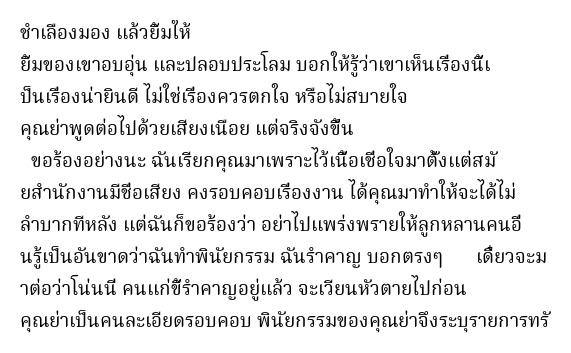 ชำเลืองมอง แล้วยิ้มให้
ยิ้มของเขาอบอุ่น และปลอบประโลม บอกให้รู้ว่าเขาเห็นเรื่องนี้เ
ป็นเรื่องน่ายินดี ไม่ใช่เรื่องควรตกใจ หรือไม่สบายใจ
คุณย่าพูดต่อไปด้วยเสียงเนือย แต่จริงจังขึ้น
ขอร้องอย่างนะ ฉันเรียกคุณมาเพราะไว้เนื้อเชื่อใจมาตั้งแต่สมั
ยสำนักงานมีชื่อเสียง คงรอบคอบเรื่องงาน ได้คุณมาทำให้จะได้ไม่
ลำบากทีหลัง แต่ฉันก็ขอร้องว่า อย่าไปแพร่งพรายให้ลูกหลานคนอื่
นรู้เป็นอันขาดว่าฉันทำพินัยกรรม ฉันรำคาญ บอกตรงๆ เดี๋ยวจะม
าต่อว่าโน่นนี่ คนแก่ขี้รำคาญอยู่แล้ว จะเวียนหัวตายไปก่อน
คุณย่าเป็นคนละเอียดรอบคอบ พินัยกรรมของคุณย่าจึงระบุรายการทรั